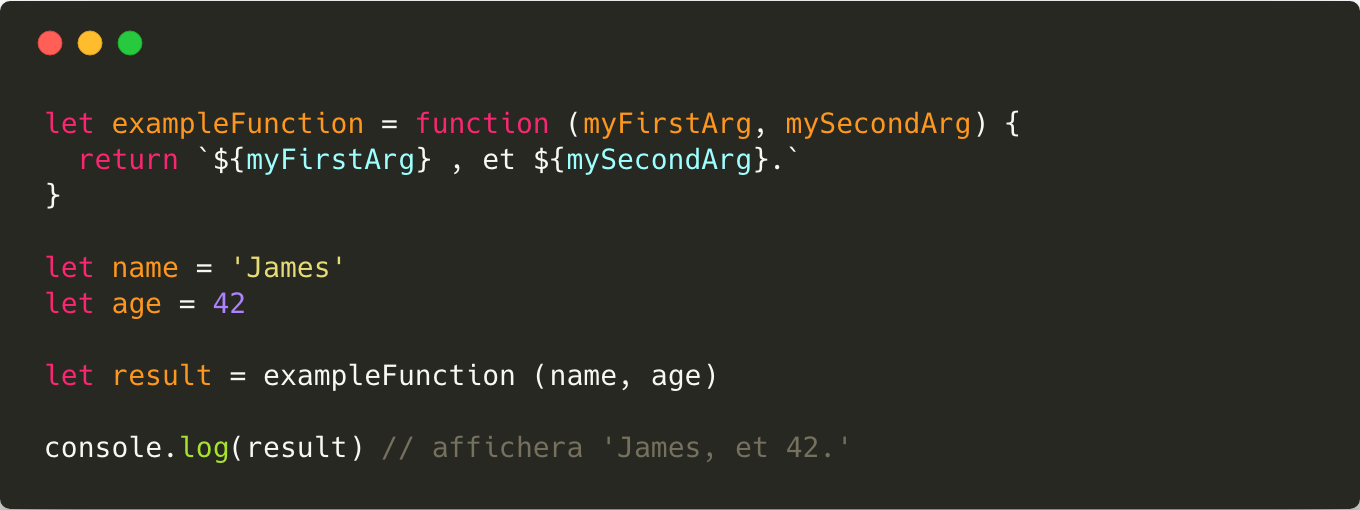 let exampleFunction = function (myFirstArg, mySecondArg) {
  return `${myFirstArg} , et ${mySecondArg}.`
}
let name = 'James'
let age = 42
let result = exampleFunction (name, age)
console.log(result) // affichera 'James, et 42.'